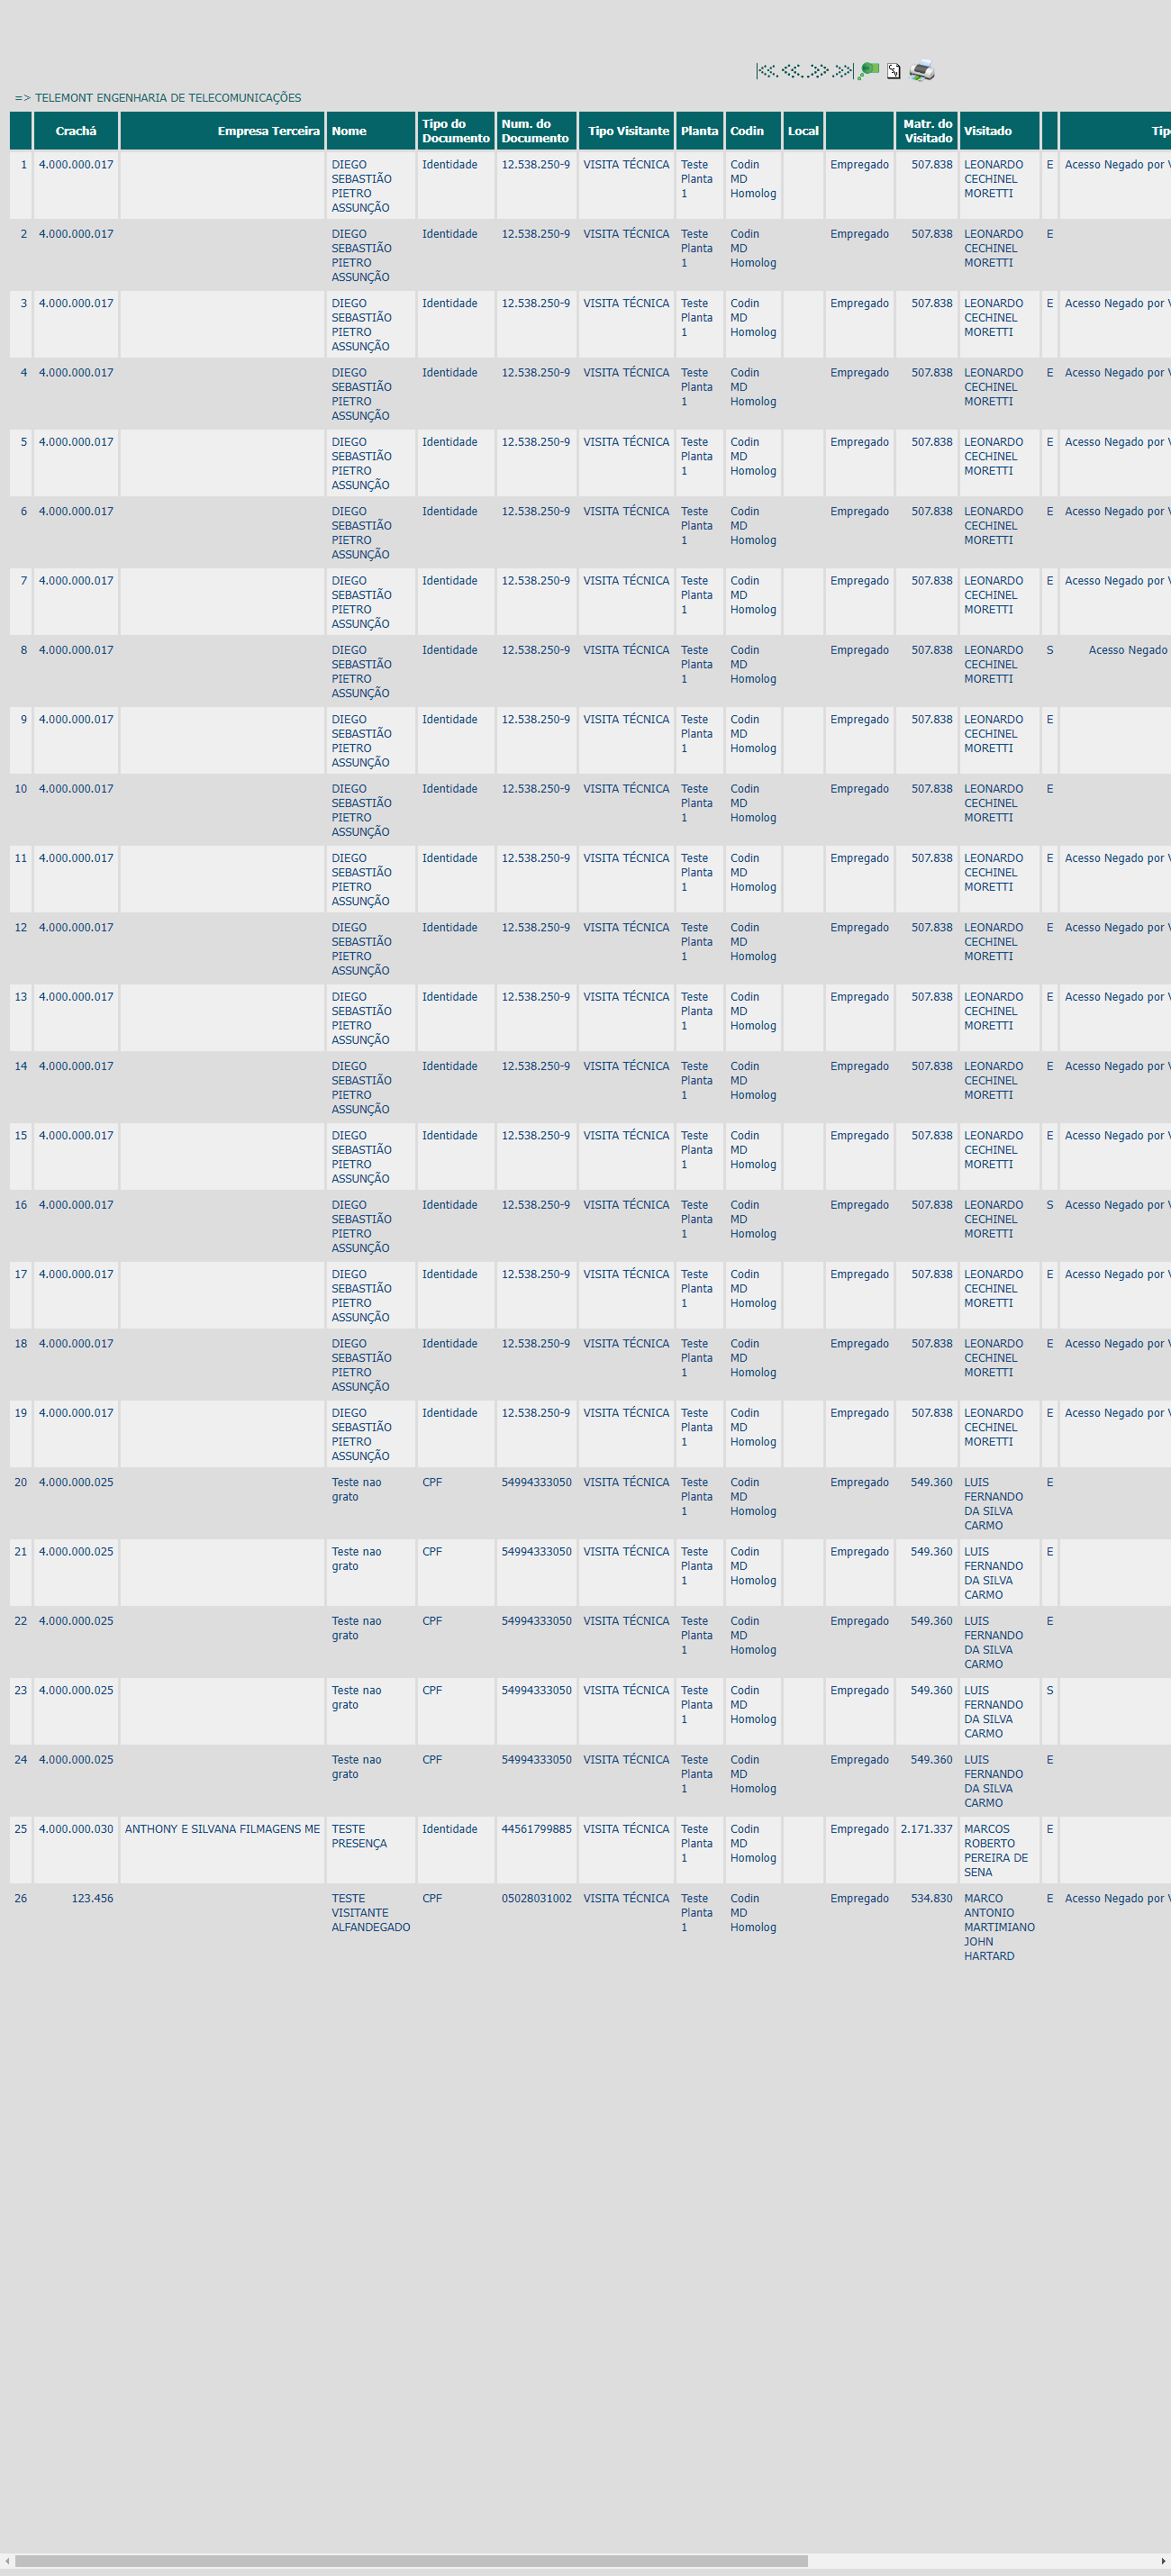 => TELEMONT ENGENHARIA DE TELECOMUNICAÇÕES
Crachá Empresa Terceira Nome Tipo do Documento Num. do Documento Tipo Visitante Planta Codin Local Matr. do Visitado Visitado Tipo
1 4.000.000.017 DIEGO SEBASTIÃO PIETRO ASSUNÇÃO Identidade 12.538.250-9 VISITA TÉCNICA Teste Planta 1 Codin MD Homolog Empregado 507.838 LEONARDO CECHINEL MORETTI E Acesso Negado por V
2 4.000.000.017 DIEGO SEBASTIÃO PIETRO ASSUNÇÃO Identidade 12.538.250-9 VISITA TÉCNICA Teste Planta 1 Codin MD Homolog Empregado 507.838 LEONARDO CECHINEL MORETTI E
3 4.000.000.017 DIEGO SEBASTIÃO PIETRO ASSUNÇÃO Identidade 12.538.250-9 VISITA TÉCNICA Teste Planta 1 Codin MD Homolog Empregado 507.838 LEONARDO CECHINEL MORETTI E Acesso Negado por V
4 4.000.000.017 DIEGO SEBASTIÃO PIETRO ASSUNÇÃO Identidade 12.538.250-9 VISITA TÉCNICA Teste Planta 1 Codin MD Homolog Empregado 507.838 LEONARDO CECHINEL MORETTI E Acesso Negado por V
5 4.000.000.017 DIEGO SEBASTIÃO PIETRO ASSUNÇÃO Identidade 12.538.250-9 VISITA TÉCNICA Teste Planta 1 Codin MD Homolog Empregado 507.838 LEONARDO CECHINEL MORETTI E Acesso Negado por V
6 4.000.000.017 DIEGO SEBASTIÃO PIETRO ASSUNÇÃO Identidade 12.538.250-9 VISITA TÉCNICA Teste Planta 1 Codin MD Homolog Empregado 507.838 LEONARDO CECHINEL MORETTI E Acesso Negado por V
7 4.000.000.017 DIEGO SEBASTIÃO PIETRO ASSUNÇÃO Identidade 12.538.250-9 VISITA TÉCNICA Teste Planta 1 Codin MD Homolog Empregado 507.838 LEONARDO CECHINEL MORETTI E Acesso Negado por V
8 4.000.000.017 DIEGO SEBASTIÃO PIETRO ASSUNÇÃO Identidade 12.538.250-9 VISITA TÉCNICA Teste Planta 1 Codin MD Homolog Empregado 507.838 LEONARDO CECHINEL MORETTI S Acesso Negado
9 4.000.000.017 DIEGO SEBASTIÃO PIETRO ASSUNÇÃO Identidade 12.538.250-9 VISITA TÉCNICA Teste Planta 1 Codin MD Homolog Empregado 507.838 LEONARDO CECHINEL MORETTI E
10 4.000.000.017 DIEGO SEBASTIÃO PIETRO ASSUNÇÃO Identidade 12.538.250-9 VISITA TÉCNICA Teste Planta 1 Codin MD Homolog Empregado 507.838 LEONARDO CECHINEL MORETTI E
11 4.000.000.017 DIEGO SEBASTIÃO PIETRO ASSUNÇÃO Identidade 12.538.250-9 VISITA TÉCNICA Teste Planta 1 Codin MD Homolog Empregado 507.838 LEONARDO CECHINEL MORETTI E Acesso Negado por V
12 4.000.000.017 DIEGO SEBASTIÃO PIETRO ASSUNÇÃO Identidade 12.538.250-9 VISITA TÉCNICA Teste Planta 1 Codin MD Homolog Empregado 507.838 LEONARDO CECHINEL MORETTI E Acesso Negado por V
13 4.000.000.017 DIEGO SEBASTIÃO PIETRO ASSUNÇÃO Identidade 12.538.250-9 VISITA TÉCNICA Teste Planta 1 Codin MD Homolog Empregado 507.838 LEONARDO CECHINEL MORETTI E Acesso Negado por V
14 4.000.000.017 DIEGO SEBASTIÃO PIETRO ASSUNÇÃO Identidade 12.538.250-9 VISITA TÉCNICA Teste Planta 1 Codin MD Homolog Empregado 507.838 LEONARDO CECHINEL MORETTI E Acesso Negado por V
15 4.000.000.017 DIEGO SEBASTIÃO PIETRO ASSUNÇÃO Identidade 12.538.250-9 VISITA TÉCNICA Teste Planta 1 Codin MD Homolog Empregado 507.838 LEONARDO CECHINEL MORETTI E Acesso Negado por V
16 4.000.000.017 DIEGO SEBASTIÃO PIETRO ASSUNÇÃO Identidade 12.538.250-9 VISITA TÉCNICA Teste Planta 1 Codin MD Homolog Empregado 507.838 LEONARDO CECHINEL MORETTI S Acesso Negado por V
17 4.000.000.017 DIEGO SEBASTIÃO PIETRO ASSUNÇÃO Identidade 12.538.250-9 VISITA TÉCNICA Teste Planta 1 Codin MD Homolog Empregado 507.838 LEONARDO CECHINEL MORETTI E Acesso Negado por V
18 4.000.000.017 DIEGO SEBASTIÃO PIETRO ASSUNÇÃO Identidade 12.538.250-9 VISITA TÉCNICA Teste Planta 1 Codin MD Homolog Empregado 507.838 LEONARDO CECHINEL MORETTI E Acesso Negado por V
19 4.000.000.017 DIEGO SEBASTIÃO PIETRO ASSUNÇÃO Identidade 12.538.250-9 VISITA TÉCNICA Teste Planta 1 Codin MD Homolog Empregado 507.838 LEONARDO CECHINEL MORETTI E Acesso Negado por V
20 4.000.000.025 Teste nao grato CPF 54994333050 VISITA TÉCNICA Teste Planta 1 Codin MD Homolog Empregado 549.360 LUIS FERNANDO DA SILVA CARMO E
21 4.000.000.025 Teste nao grato CPF 54994333050 VISITA TÉCNICA Teste Planta 1 Codin MD Homolog Empregado 549.360 LUIS FERNANDO DA SILVA CARMO E
22 4.000.000.025 Teste nao grato CPF 54994333050 VISITA TÉCNICA Teste Planta 1 Codin MD Homolog Empregado 549.360 LUIS FERNANDO DA SILVA CARMO E
23 4.000.000.025 Teste nao grato CPF 54994333050 VISITA TÉCNICA Teste Planta 1 Codin MD Homolog Empregado 549.360 LUIS FERNANDO DA SILVA CARMO S
24 4.000.000.025 Teste nao grato CPF 54994333050 VISITA TÉCNICA Teste Planta 1 Codin MD Homolog Empregado 549.360 LUIS FERNANDO DA SILVA CARMO E
25 4.000.000.030 ANTHONY E SILVANA FILMAGENS ME TESTE PRESENÇA Identidade 44561799885 VISITA TÉCNICA Teste Planta 1 Codin MD Homolog Empregado 2.171.337 MARCOS ROBERTO PEREIRA DE SENA E
26 123.456 TESTE VISITANTE ALFANDEGADO CPF 05028031002 VISITA TÉCNICA Teste Planta 1 Codin MD Homolog Empregado 534.830 MARCO ANTONIO MARTIMIANO JOHN HARTARD E Acesso Negado por V